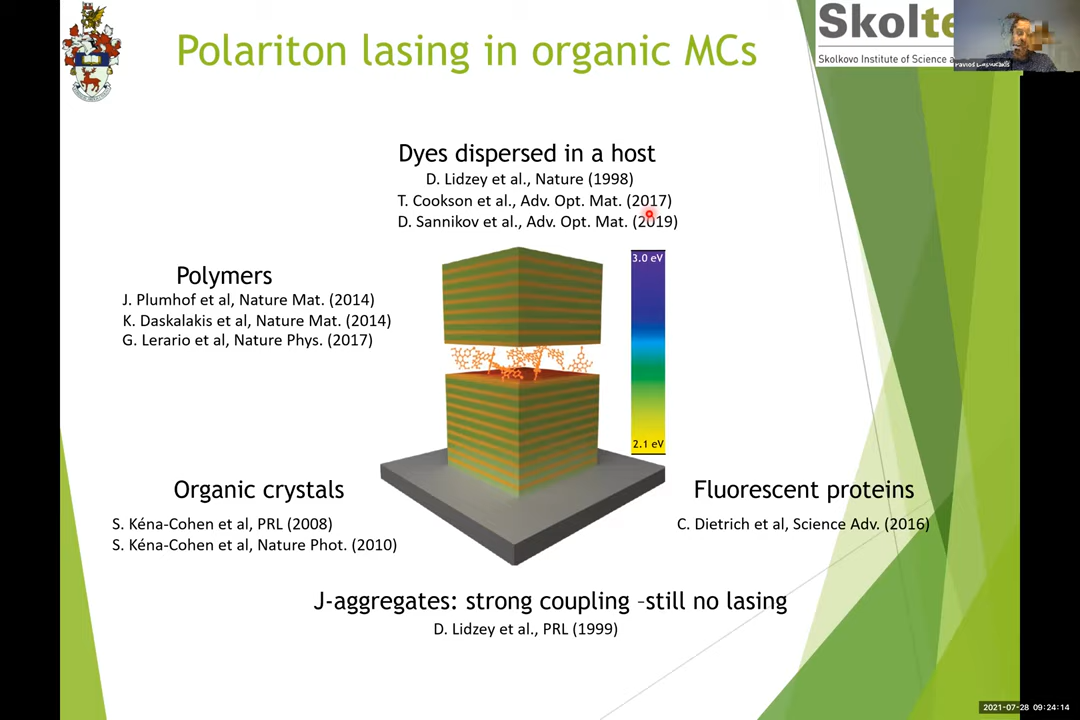 Polariton lasing in organic MCs
Skolte
Skolkovo Institute of Science a
Dyes dispersed in a host
D. Lidzey et al., Nature (1998)
T. Cookson et al., Adv. Opt. Mat. (2017)
D. Sannikov et al., Adv. Opt. Mat. (2019)
Polymers
J. Plumhof et al, Nature Mat. (2014)
K. Daskalakis et al, Nature Mat. (2014)
G. Lerario et al, Nature Phys. (2017)
3.0 eV
2.1 eV
Organic crystals
S. Kéna-Cohen et al, PRL (2008)
S. Kéna-Cohen et al, Nature Phot. (2010)
Fluorescent proteins
C. Dietrich et al, Science Adv. (2016)
J-aggregates: strong coupling –still no lasing
D. Lidzey et al., PRL (1999)
2021-07-28 09:24:14